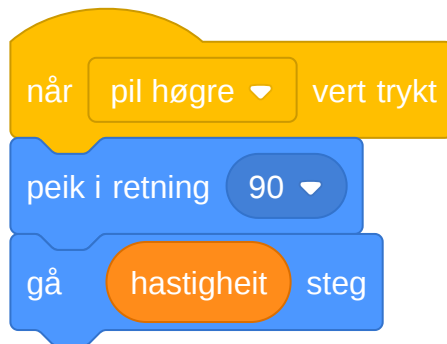 når pil høgre vert trykt
peik i retning 90
gå hastigheit steg